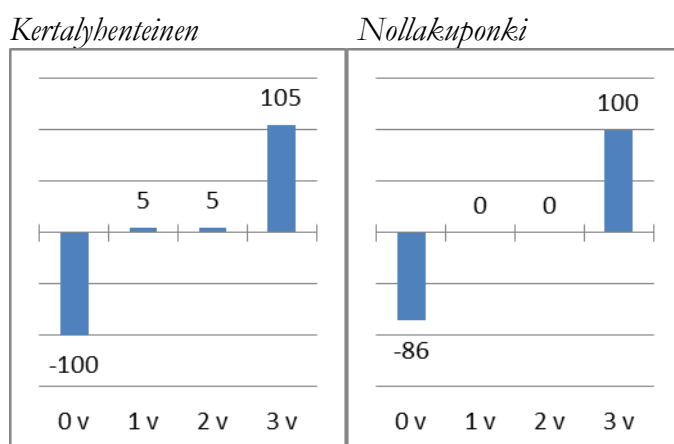 Kertalyhenteinen
105
5 5
-100
0 v 1 v 2 v 3 v
Nollakuponki
100
0 0
-86
0 v 1 v 2 v 3 v